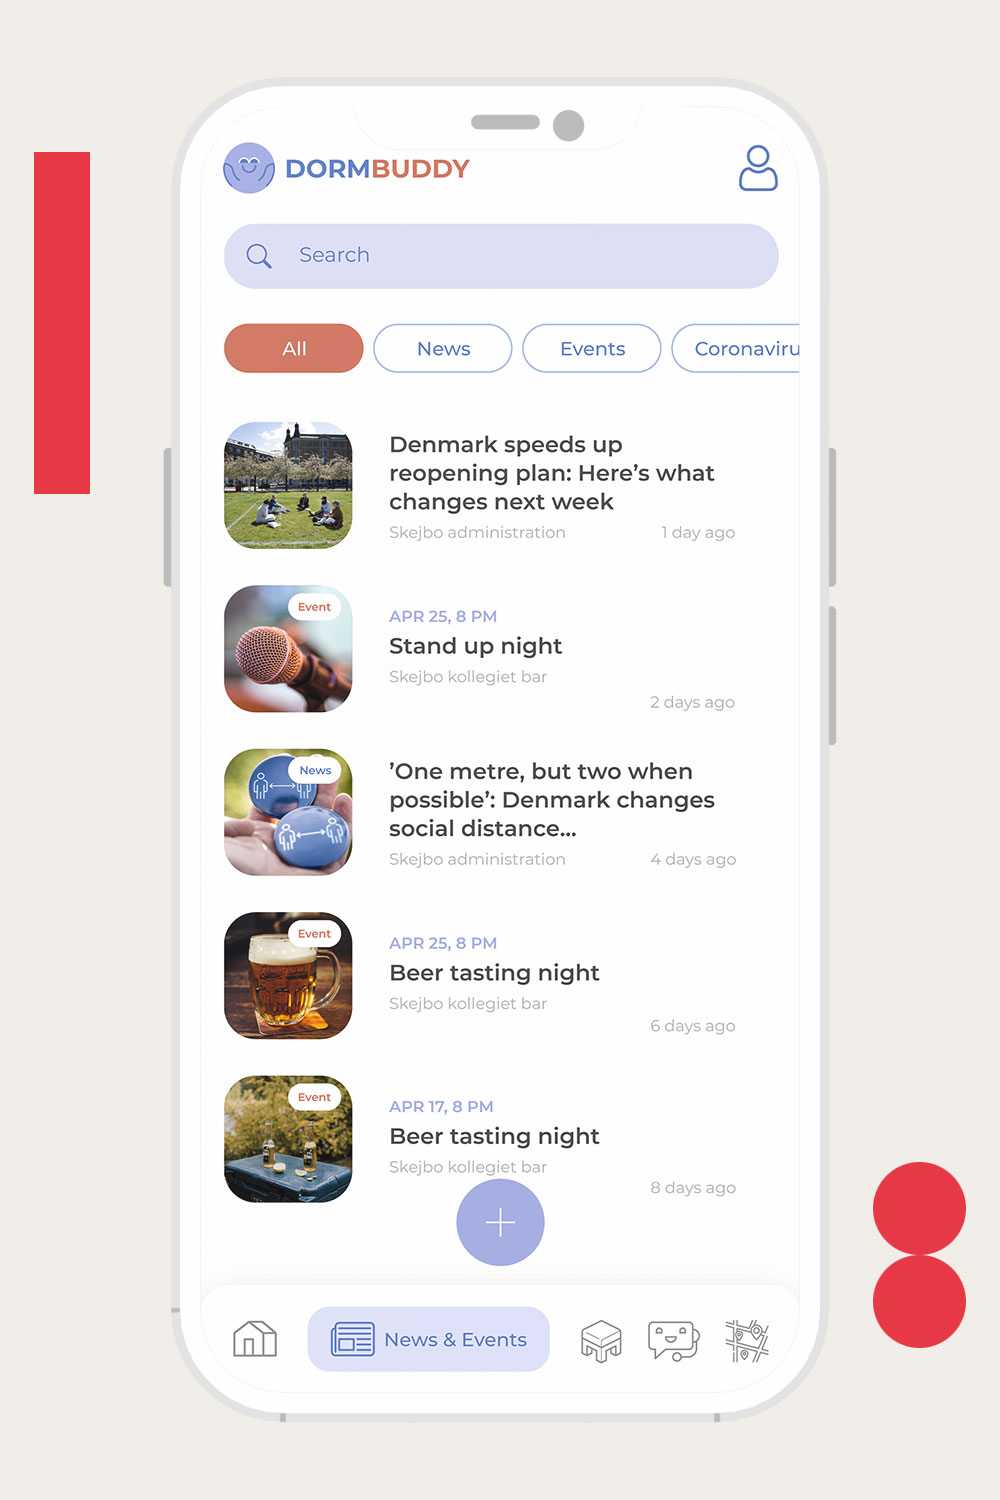 DORMBUDDY
Search
All
News
Events
Coronaviru
Denmark speeds up
reopening plan: Here’s what
changes next week
Skejbo administration
1 day ago
Event
APR 25, 8 PM
Stand up night
Skejbo kollegiet bar
2 days ago
News
’One metre, but two when
possible’: Denmark changes
social distance...
Skejbo administration
4 days ago
Event
APR 25, 8 PM
Beer tasting night
Skejbo kollegiet bar
6 days ago
Event
APR 17, 8 PM
Beer tasting night
Skejbo kollegiet bar
8 days ago
News & Events